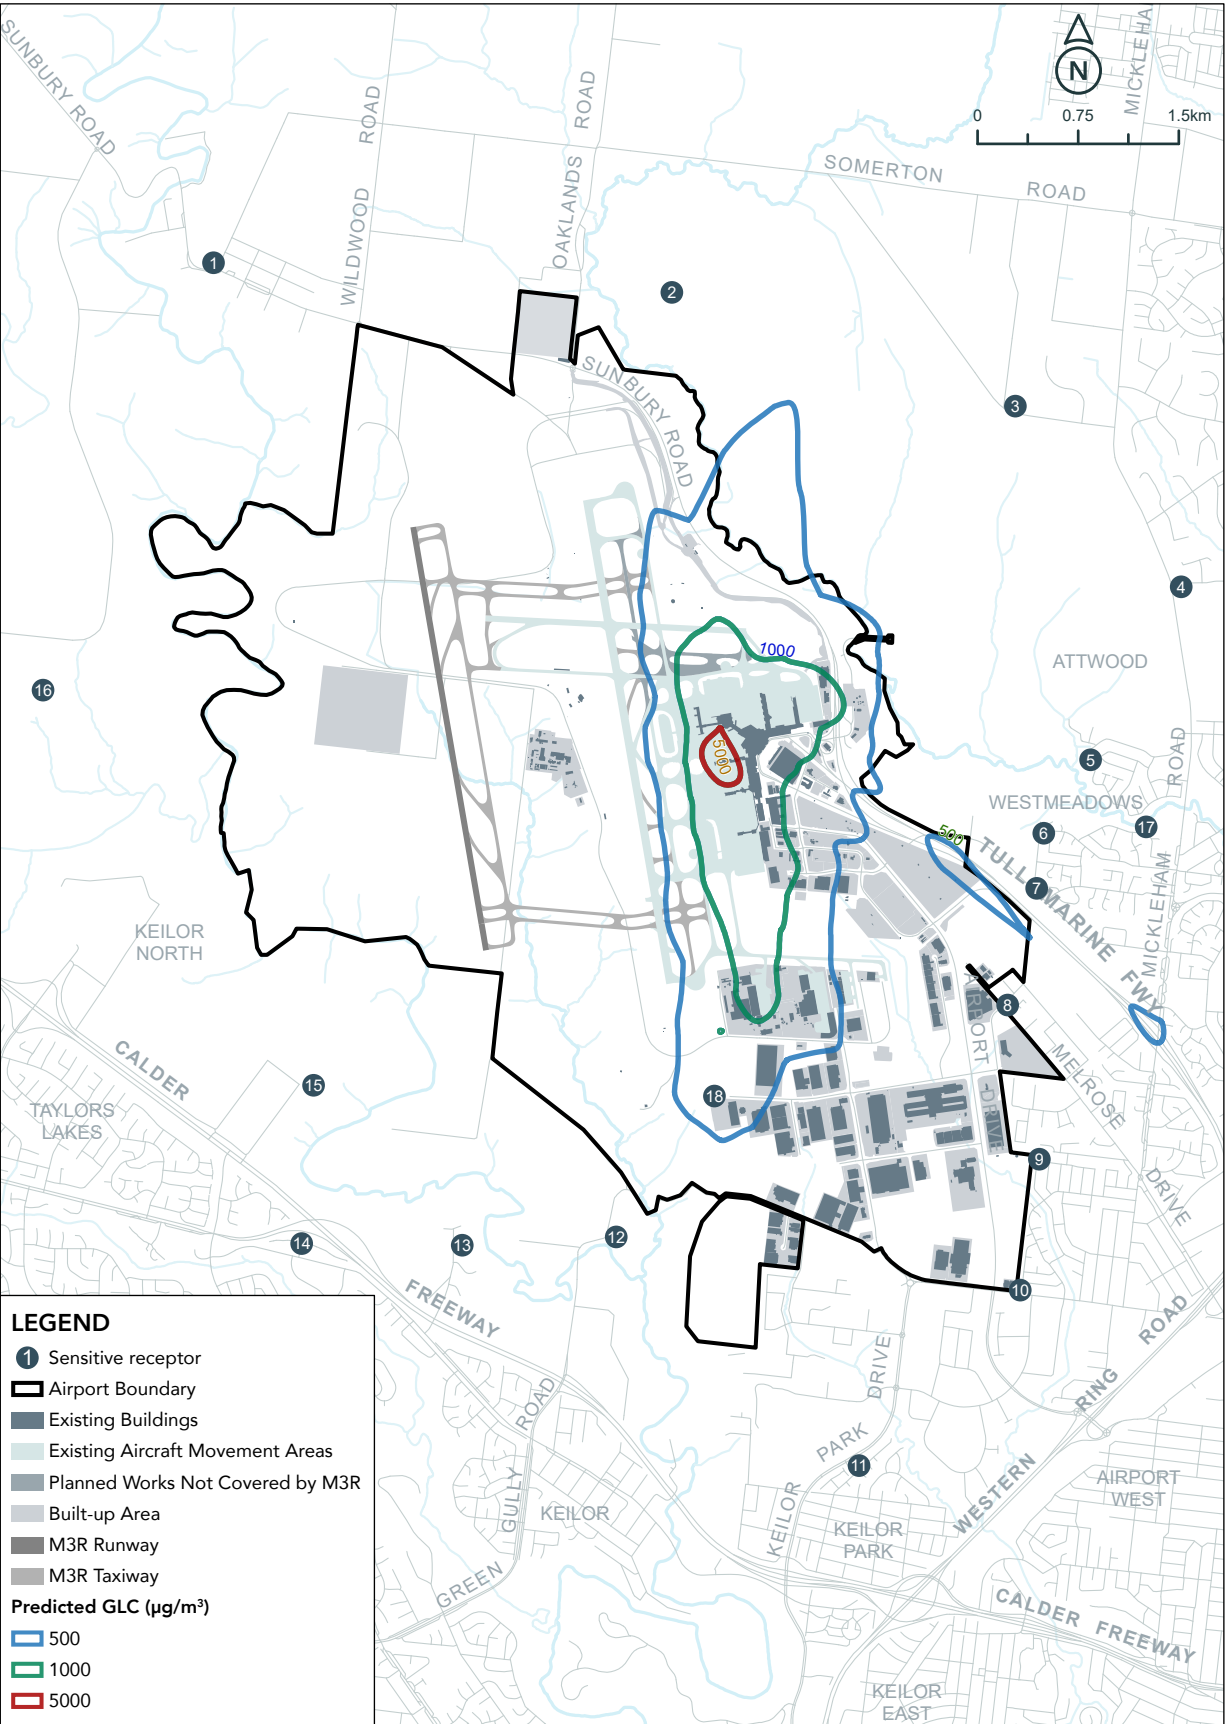 SUNBURY ROAD
WILDWOOD ROAD
OAKLANDS ROAD
MICKLEHA
N
0 0.75 1.5km
SOMERTON ROAD
1
2
SUNBURY ROAD
3
4
ATTWOOD
16
1000
5000
5
ROAD
WESTMEADOWS
6
17
500
TULLAMARINE FWY
7
MICKLEHAM
KEILOR
NORTH
8
AIRPORT DRIVE
MELROSE DRIVE
CALDER FREEWAY
15
TAYLORS
LAKES
18
9
14
13
12
10
RING ROAD
WESTERN
PARK DRIVE
KEILOR
11
AIRPORT
WEST
GREEN GULLY ROAD
KEILOR
KEILOR
PARK
CALDER FREEWAY
KEILOR
EAST
LEGEND
1 Sensitive receptor
Airport Boundary
Existing Buildings
Existing Aircraft Movement Areas
Planned Works Not Covered by M3R
Built-up Area
M3R Runway
M3R Taxiway
Predicted GLC (µg/m³)
500
1000
5000